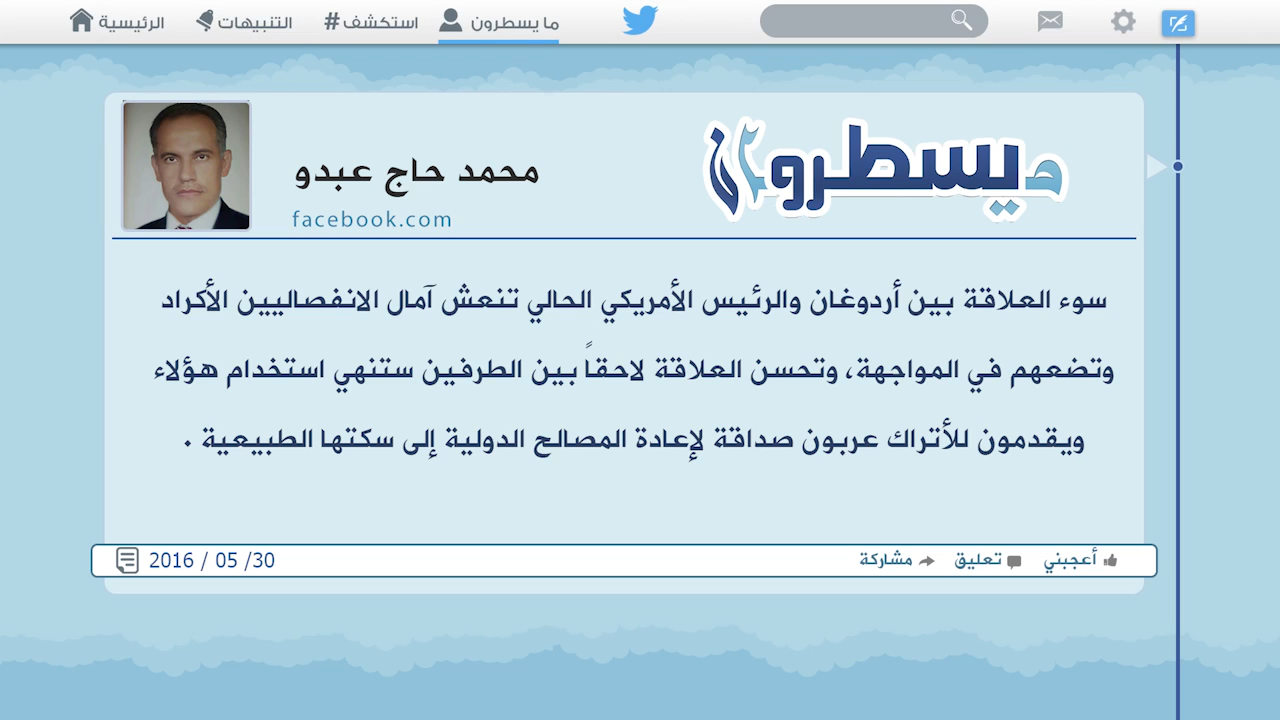 الرئيسية
التنبيهات
استكشف #
ما يسطرون
ما يسطرون
محمد حاج عبدو
facebook.com
سوء العلاقة بين أردوغان والرئيس الأمريكي الحالي تنعش آمال الانفصاليين الأكراد
وتضعهم في المواجهة، وتحسن العلاقة لاحقاً بين الطرفين ستنهي استخدام هؤلاء
ويقدمون للأتراك عربون صداقة لإعادة المصالح الدولية إلى سكتها الطبيعية .
أعجبني تعليق مشاركة
2016 / 05 /30